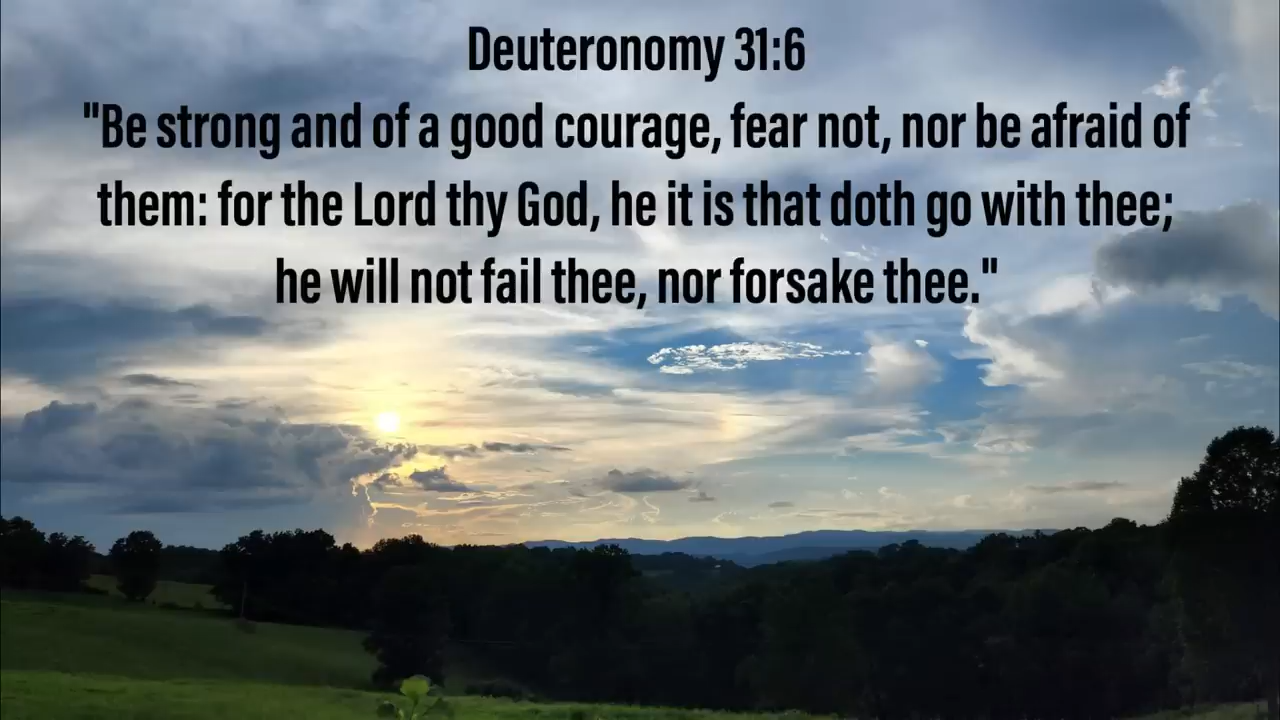 Deuteronomy 31:6
"Be strong and of a good courage, fear not, nor be afraid of
them: for the Lord thy God, he it is that doth go with thee;
he will not fail thee, nor forsake thee."